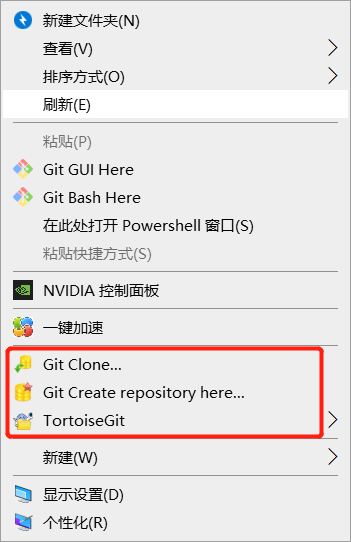 新建文件夹(N)
查看(V)
排序方式(O)
刷新(E)
粘贴(P)
Git GUI Here
Git Bash Here
在此处打开 Powershell 窗口(S)
粘贴快捷方式(S)
NVIDIA 控制面板
一键加速
Git Clone...
Git Create repository here...
TortoiseGit
新建(W)
显示设置(D)
个性化(R)